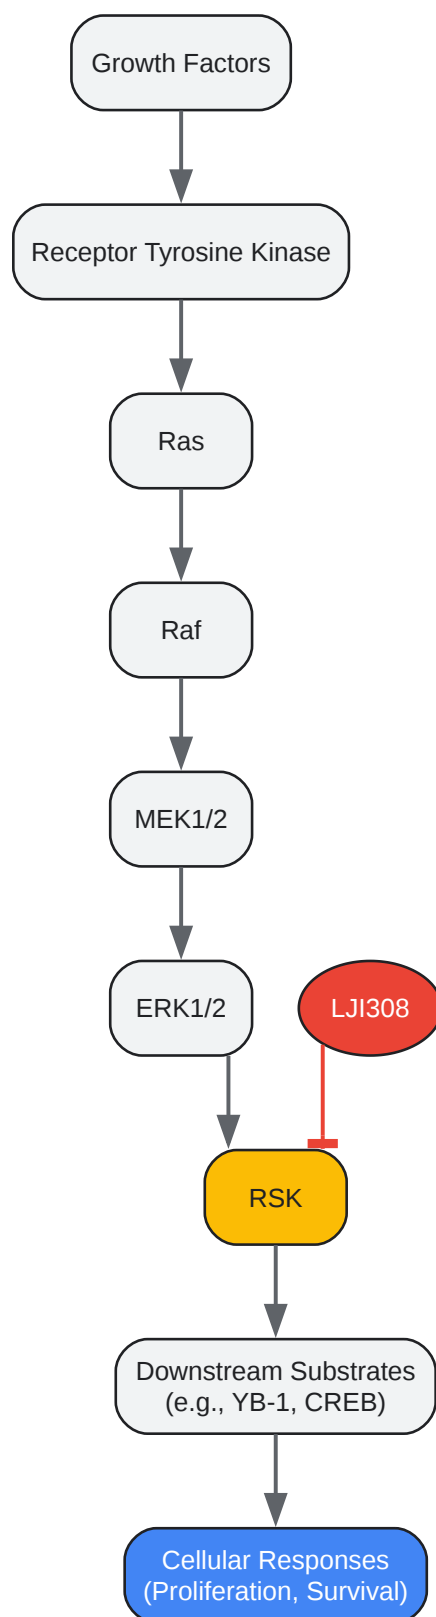 Growth Factors
Receptor Tyrosine Kinase
Ras
Raf
MEK1/2
ERK1/2
LJI308
RSK
Downstream Substrates
(e.g., YB-1, CREB)
Cellular Responses
(Proliferation, Survival)